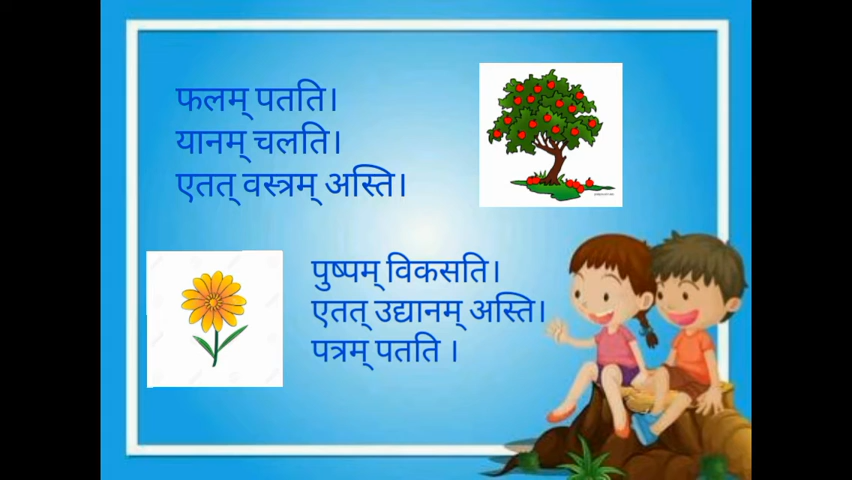 फलम् पतति।
यानम् चलति।
एतत् वस्त्रम् अस्ति।
पुष्पम् विकसति।
एतत् उद्यानम् अस्ति।
पत्रम् पतति ।